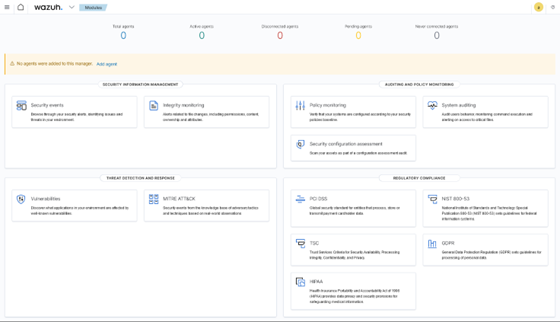 wazuh.
Modules
a
Total agents
0
Active agents
0
Disconnected agents
0
Pending agents
0
Never connected agents
0
No agents were added to this manager. Add agent
SECURITY INFORMATION MANAGEMENT
Security events
Browse through your security alerts, identifying issues and
threats in your environment.
Integrity monitoring
Alerts related to file changes, including permissions, content,
ownership and attributes.
AUDITING AND POLICY MONITORING
Policy monitoring
Verify that your systems are configured according to your security
policies baseline.
System auditing
Audit users behavior, monitoring command execution and
alerting on access to critical files.
Security configuration assessment
Scan your assets as part of a configuration assessment audit.
THREAT DETECTION AND RESPONSE
Vulnerabilities
Discover what applications in your environment are affected by
well-known vulnerabilities.
MITRE ATT&CK
Security events from the knowledge base of adversary tactics
and techniques based on real-world observations
REGULATORY COMPLIANCE
PCI DSS
Global security standard for entities that process, store or
transmit payment cardholder data.
NIST 800-53
National Institute of Standards and Technology Special
Publication 800-53 (NIST 800-53) sets guidelines for federal
information systems.
TSC
Trust Services Criteria for Security, Availability, Processing
Integrity, Confidentiality, and Privacy
GDPR
General Data Protection Regulation (GDPR) sets guidelines for
processing of personal data.
HIPAA
Health Insurance Portability and Accountability Act of 1996
(HIPAA) provides data privacy and security provisions for
safeguarding medical information.